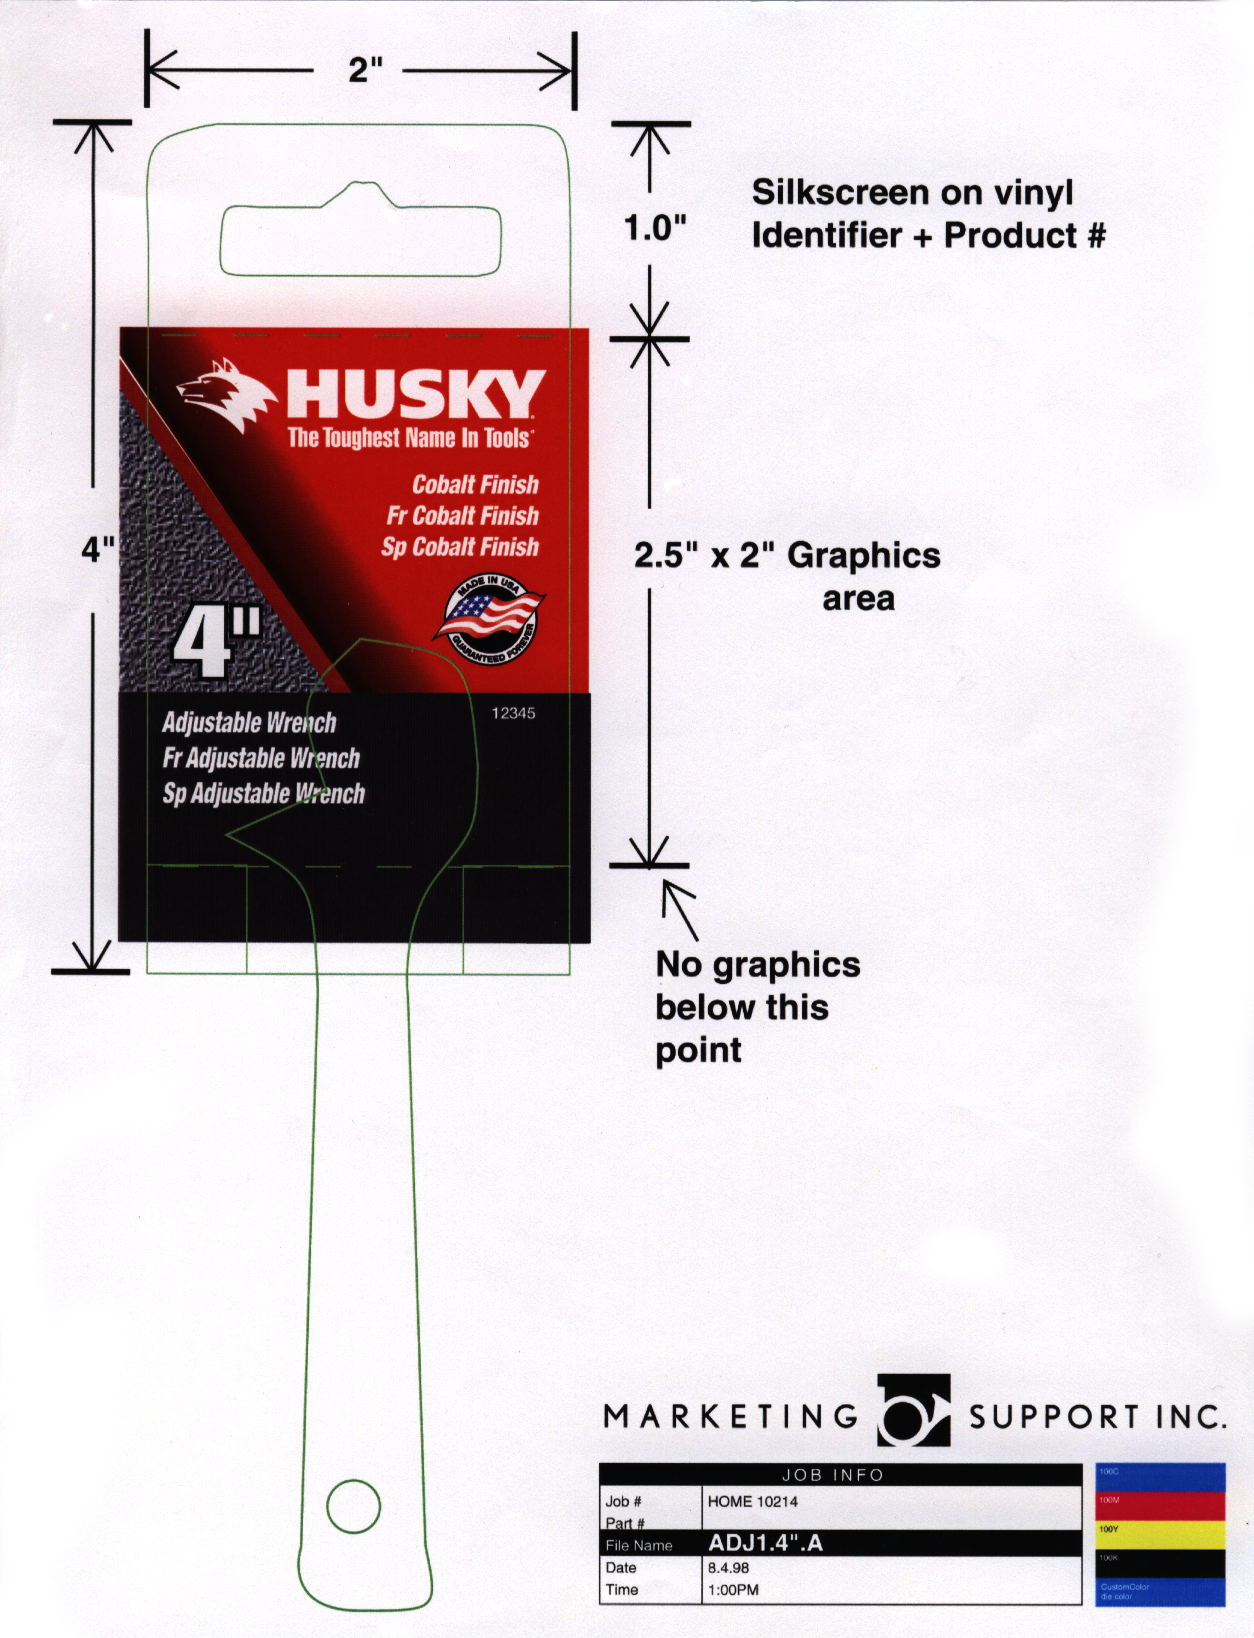 2"
Silkscreen on vinyl
Identifier + Product #
1.0"
HUSKY
The Toughest Name In Tools
Cobalt Finish
Fr Cobalt Finish
Sp Cobalt Finish
4"
2.5" x 2" Graphics
area
MADE IN USA
GUARANTEED FOREVER
4"
Adjustable Wrench
Fr Adjustable Wrench
Sp Adjustable Wrench
12345
No graphics
below this
point
MARKETING SUPPORT INC.
JOB INFO
Job # HOME 10214
Part #
File Name ADJ1.4".A
Date 8.4.98
Time 1:00PM
100C
100M
100Y
100K
CustomColor
die color